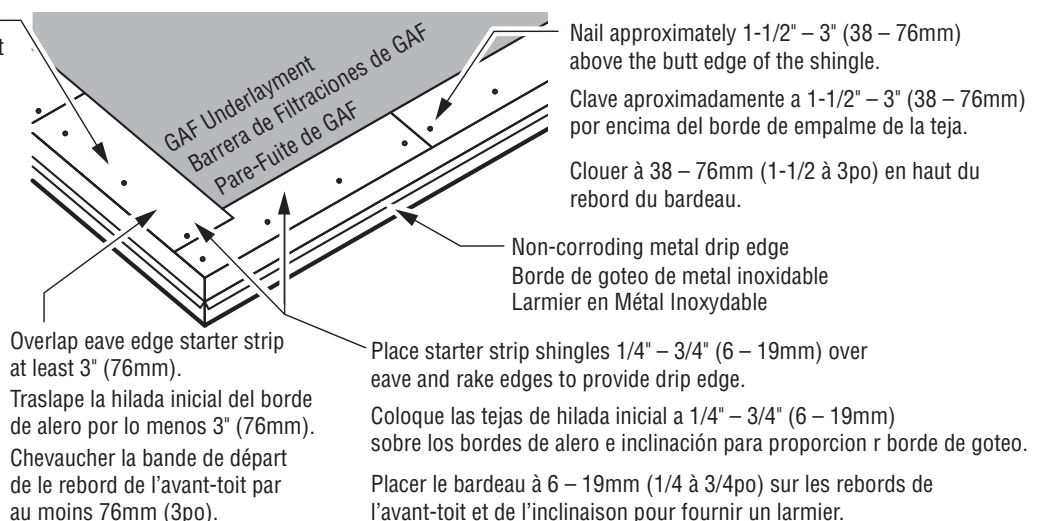 GAF Underlayment
Barrera de Filtraciones de GAF
Pare-Fuite de GAF
Nail approximately 1-1/2" – 3" (38 – 76mm)
above the butt edge of the shingle.
Clave aproximadamente a 1-1/2" – 3" (38 – 76mm)
por encima del borde de empalme de la teja.
Clouer à 38 – 76mm (1-1/2 à 3po) en haut du
rebord du bardeau.
Non-corroding metal drip edge
Borde de goteo de metal inoxidable
Larmier en Métal Inoxydable
Overlap eave edge starter strip
at least 3" (76mm).
Traslape la hilada inicial del borde
de alero por lo menos 3" (76mm).
Chevaucher la bande de départ
de le rebord de l'avant-toit par
au moins 76mm (3po).
Place starter strip shingles 1/4" – 3/4" (6 – 19mm) over
eave and rake edges to provide drip edge.
Coloque las tejas de hilada inicial a 1/4" – 3/4" (6 – 19mm)
sobre los bordes de alero e inclinación para proporcion r borde de goteo.
Placer le bardeau à 6 – 19mm (1/4 à 3/4po) sur les rebords de
l'avant-toit et de l'inclinaison pour fournir un larmier.